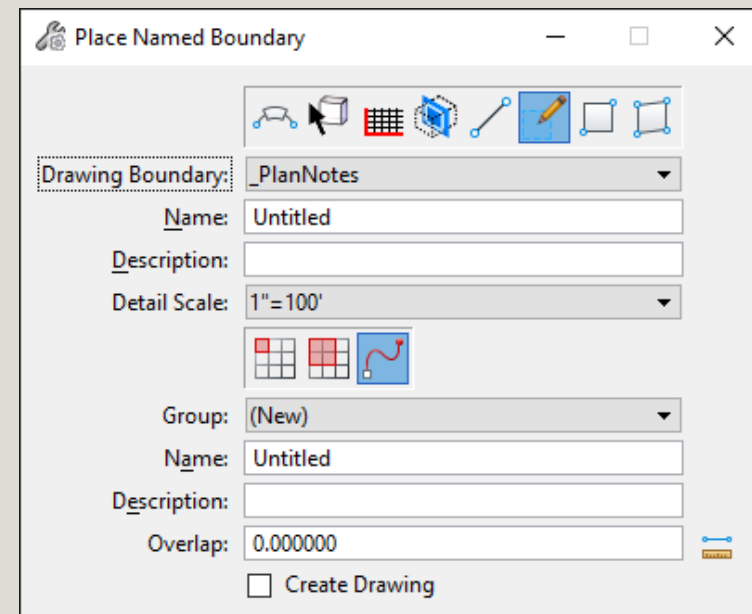 Place Named Boundary
Drawing Boundary: _PlanNotes
Name: Untitled
Description:
Detail Scale: 1"=100'
Group: (New)
Name: Untitled
Description:
Overlap: 0.000000
Create Drawing